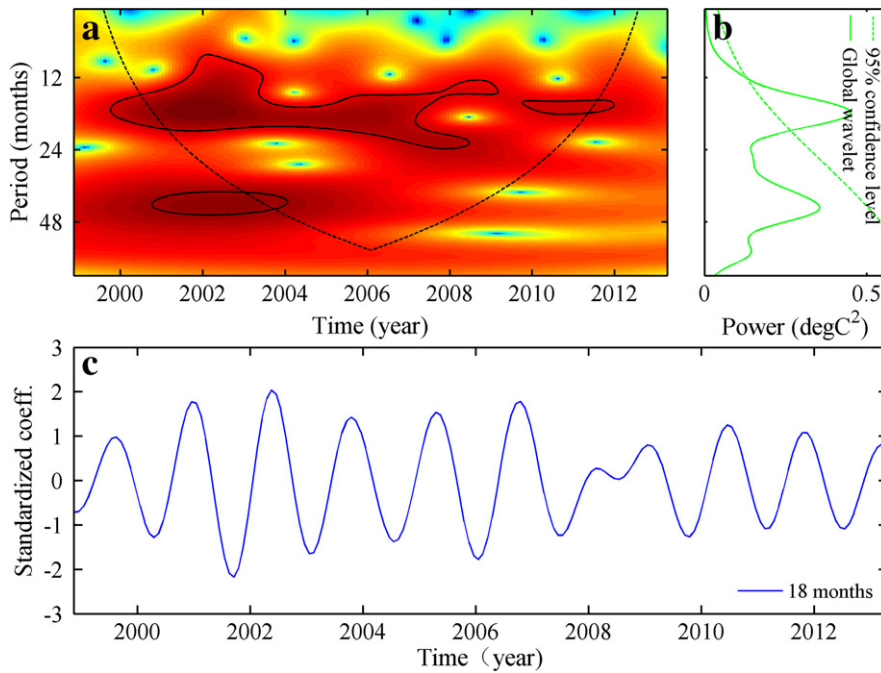 a
Period (months)
12
24
48
2000
2002
2004
2006
2008
2010
2012
Time (year)
b
95% confidence level
Global wavelet
0
0.5
Power (degC²)
c
Standardized coeff.
3
2
1
0
-1
-2
-3
18 months
2000
2002
2004
2006
2008
2010
2012
Time（year)